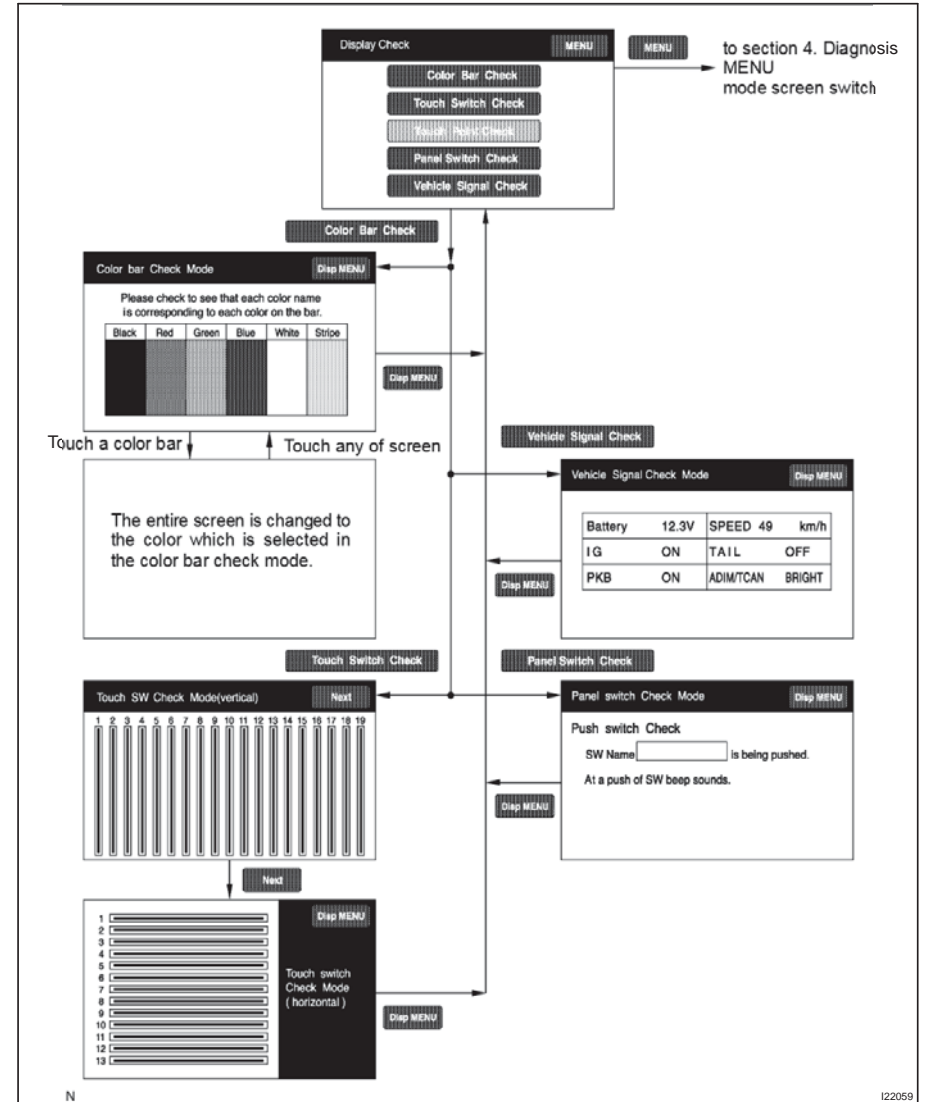 Display Check MENU
MENU
to section 4. Diagnosis
MENU
mode screen switch
Color Bar Check
Touch Switch Check
Touch Point Check
Panel Switch Check
Vehicle Signal Check
Color Bar Check
Color bar Check Mode Disp MENU
Please check to see that each color name
is corresponding to each color on the bar.
Black Red Green Blue White Stripe
Disp MENU
Touch a color bar
Touch any of screen
The entire screen is changed to
the color which is selected in
the color bar check mode.
Vehicle Signal Check
Vehicle Signal Check Mode Disp MENU
Battery 12.3V SPEED 49 km/h
IG ON TAIL OFF
PKB ON ADIM/TCAN BRIGHT
Disp MENU
Touch Switch Check
Touch SW Check Mode(vertical) Next
1 2 3 4 5 6 7 8 9 10 11 12 13 14 15 16 17 18 19
Next
Panel Switch Check
Panel switch Check Mode Disp MENU
Push switch Check
SW Name is being pushed.
At a push of SW beep sounds.
Disp MENU
1
2
3
4
5
6
7
8
9
10
11
12
13
Disp MENU
Touch switch
Check Mode
( horizontal )
Disp MENU
N
I22059